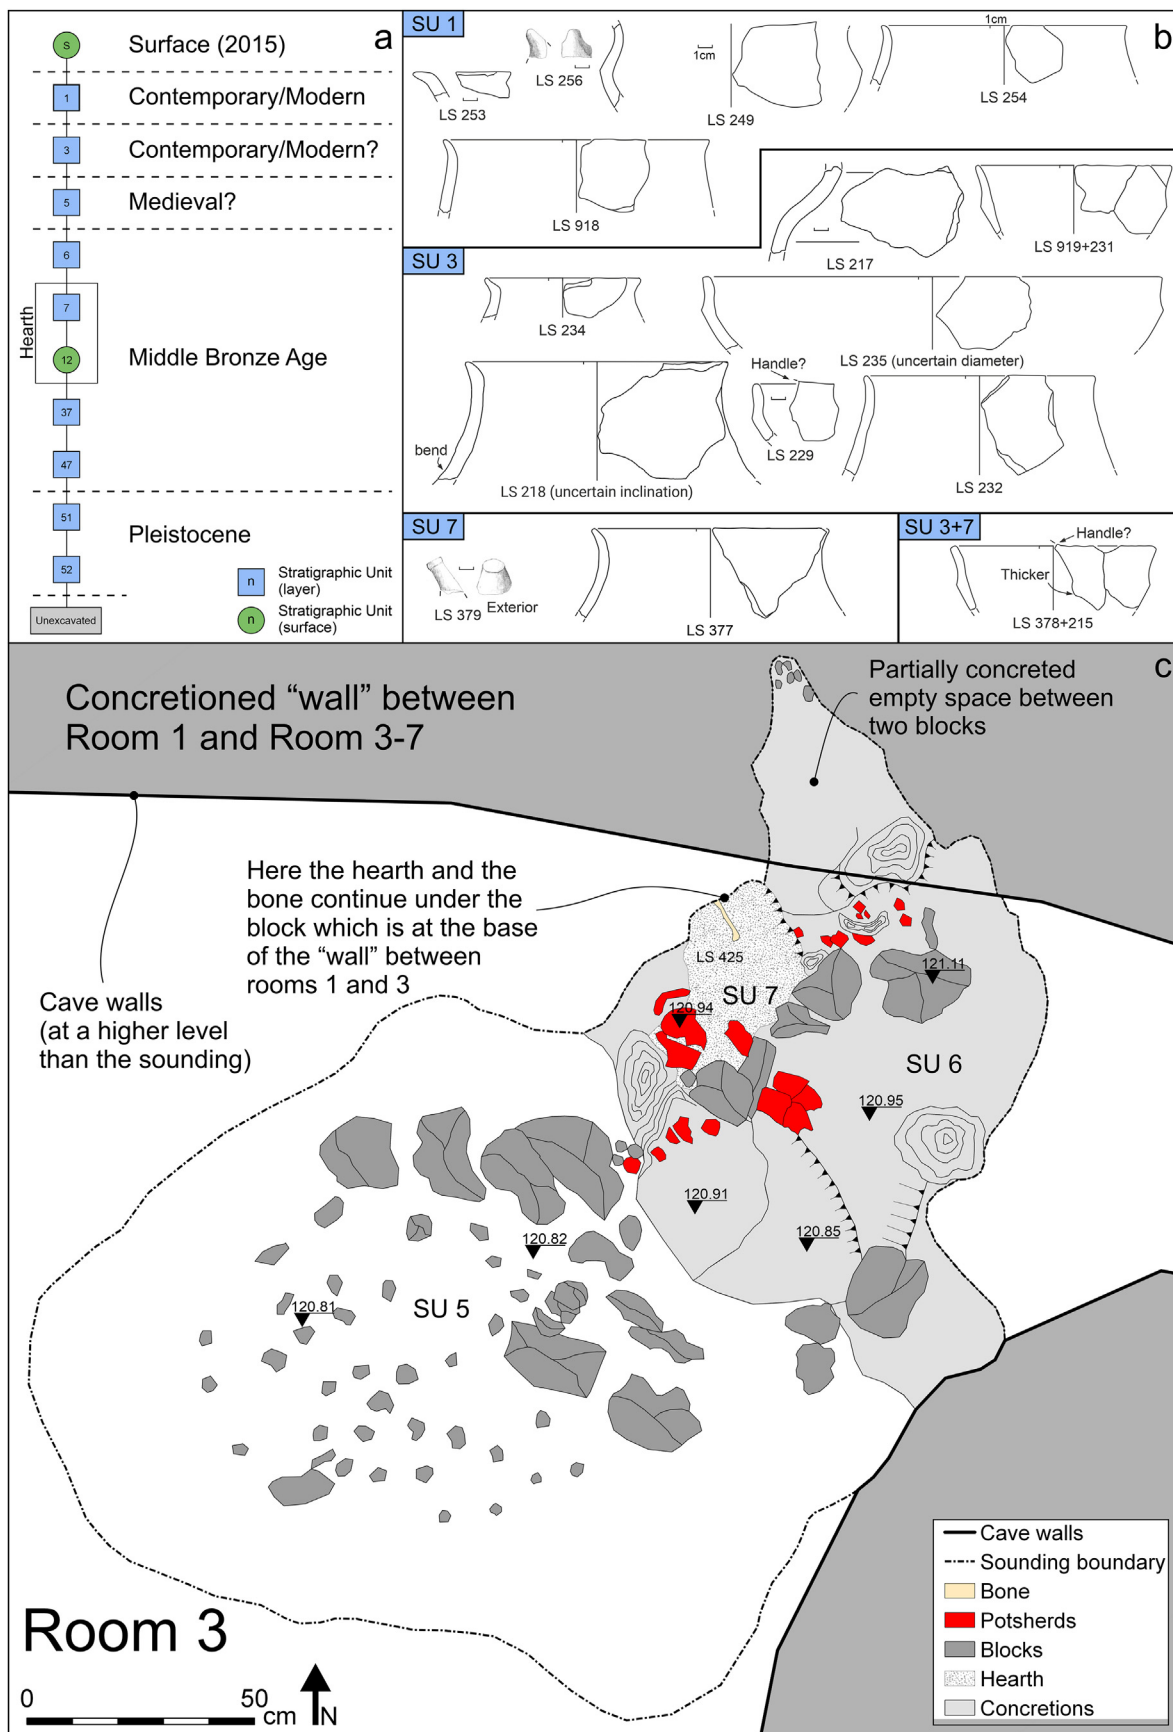 a
S
Surface (2015)
1
Contemporary/Modern
3
Contemporary/Modern?
5
Medieval?
6
Hearth
7
12
Middle Bronze Age
37
47
51
Pleistocene
52
Unexcavated
n
Stratigraphic Unit
(layer)
n
Stratigraphic Unit
(surface)
b
SU 1
LS 253
LS 256
1cm
LS 249
1cm
LS 254
LS 918
LS 217
LS 919+231
SU 3
LS 234
LS 235 (uncertain diameter)
bend
LS 218 (uncertain inclination)
Handle?
LS 229
LS 232
SU 7
LS 379
Exterior
LS 377
SU 3+7
Handle?
Thicker
LS 378+215
c
Concretioned “wall” between
Room 1 and Room 3-7
Partially concreted
empty space between
two blocks
Here the hearth and the
bone continue under the
block which is at the base
of the “wall” between
rooms 1 and 3
Cave walls
(at a higher level
than the sounding)
LS 425
SU 7
120.94
121.11
SU 6
120.95
120.91
120.85
120.82
120.81
SU 5
Room 3
0
50
cm
N
Cave walls
Sounding boundary
Bone
Potsherds
Blocks
Hearth
Concretions